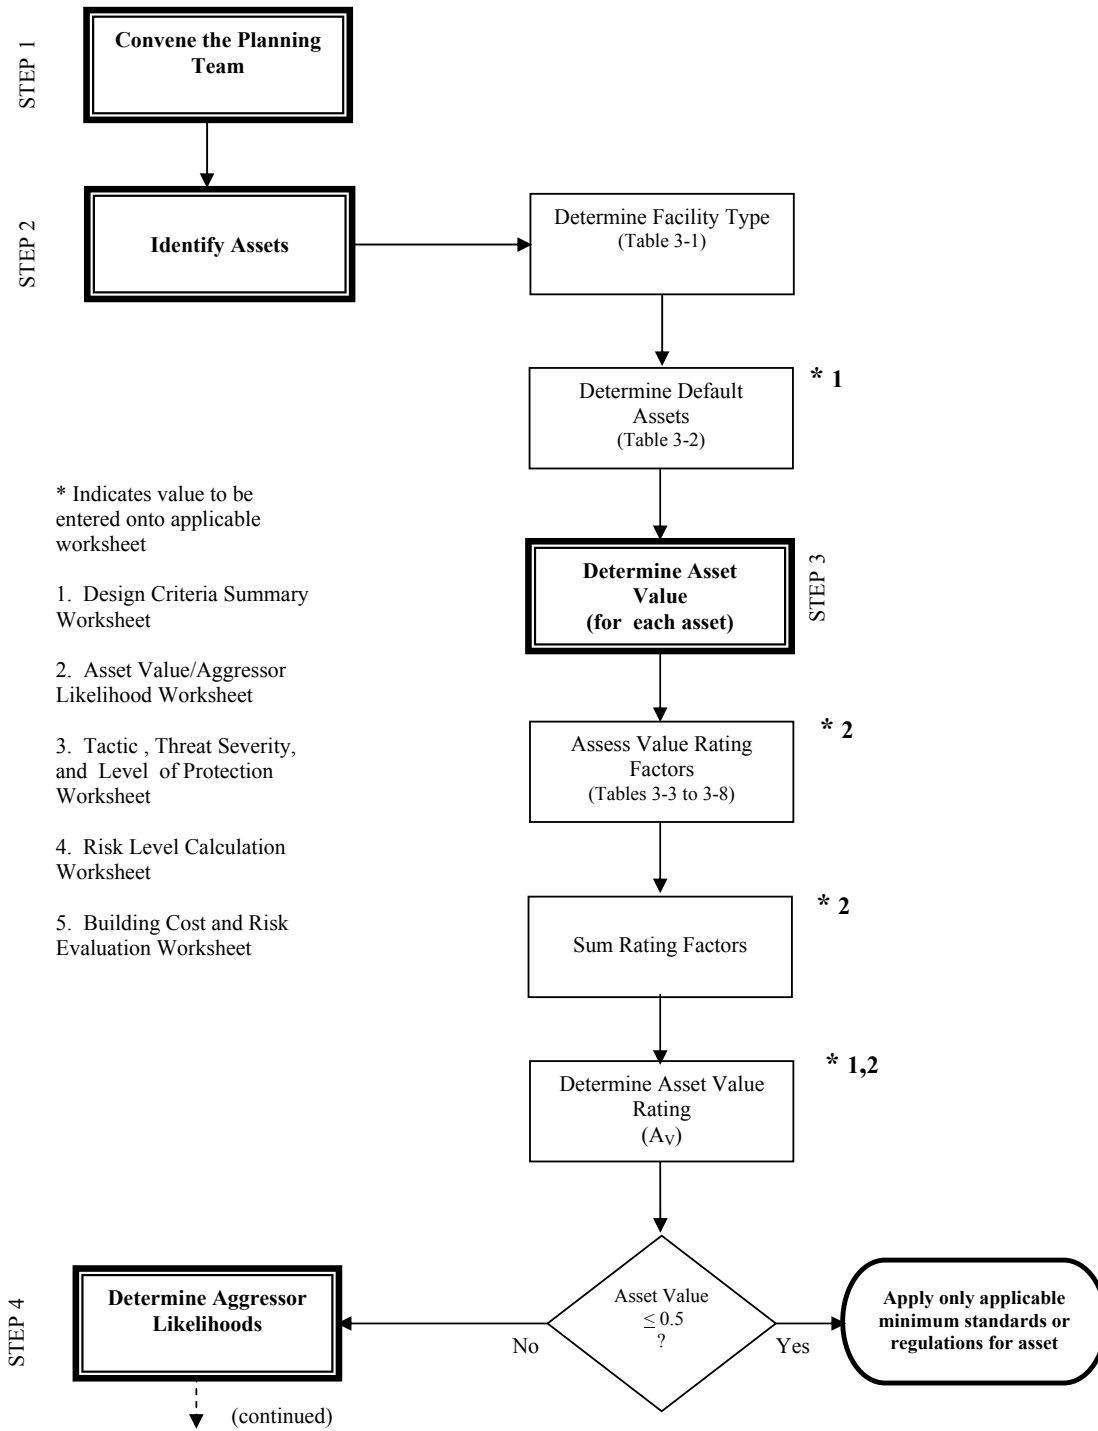 STEP 1
Convene the Planning
Team
STEP 2
Identify Assets
Determine Facility Type
(Table 3-1)
Determine Default
Assets
(Table 3-2)
* 1
* Indicates value to be
entered onto applicable
worksheet
1. Design Criteria Summary
Worksheet
2. Asset Value/Aggressor
Likelihood Worksheet
3. Tactic , Threat Severity,
and Level of Protection
Worksheet
4. Risk Level Calculation
Worksheet
5. Building Cost and Risk
Evaluation Worksheet
Determine Asset
Value
(for each asset)
STEP 3
Assess Value Rating
Factors
(Tables 3-3 to 3-8)
* 2
Sum Rating Factors
* 2
Determine Asset Value
Rating
(AV)
* 1,2
STEP 4
Determine Aggressor
Likelihoods
No
Asset Value
≤ 0.5
?
Yes
Apply only applicable
minimum standards or
regulations for asset
(continued)